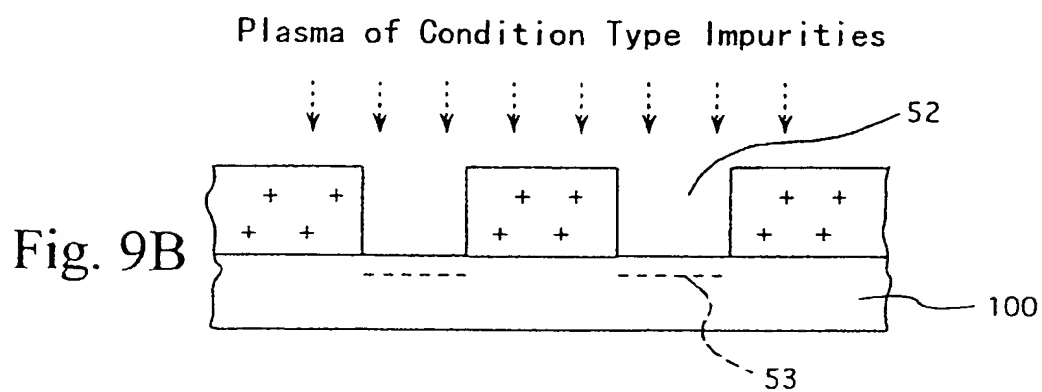 Plasma of Condition Type Impurities
52
+ + + + + +
+ + + + + +
Fig. 9B
100
53